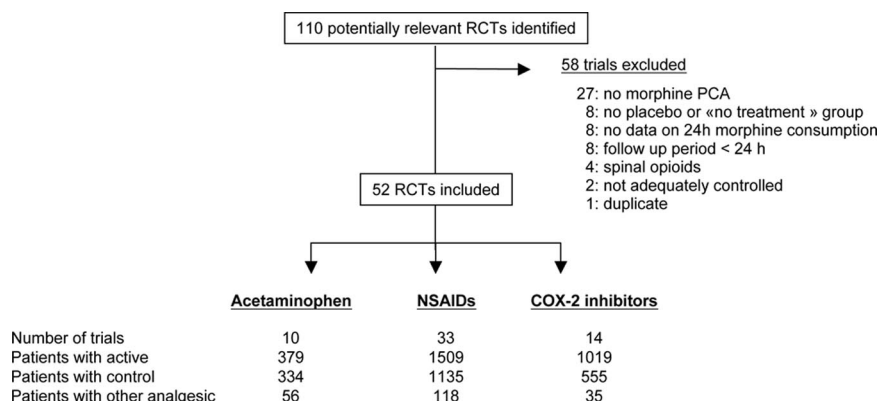 110 potentially relevant RCTs identified
58 trials excluded
27: no morphine PCA
8: no placebo or «no treatment » group
8: no data on 24h morphine consumption
8: follow up period < 24 h
4: spinal opioids
2: not adequately controlled
1: duplicate
52 RCTs included
Acetaminophen NSAIDs COX-2 inhibitors
Number of trials 10 33 14
Patients with active 379 1509 1019
Patients with control 334 1135 555
Patients with other analgesic 56 118 35